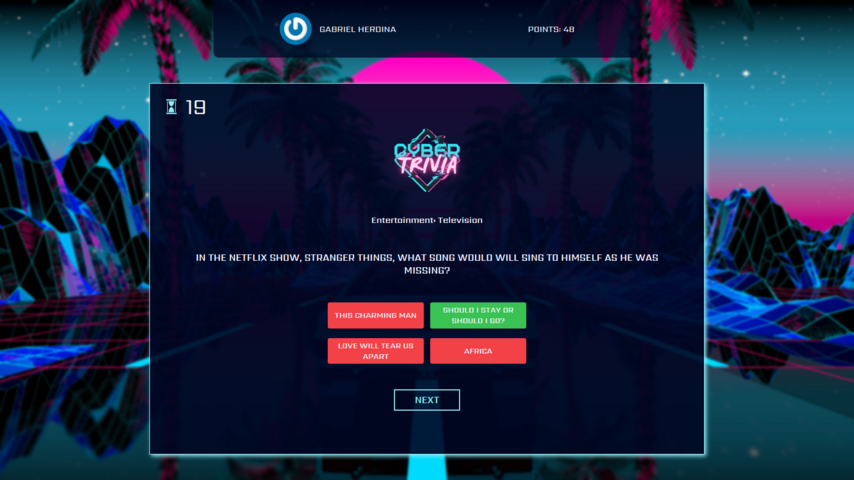 GABRIEL HEROINA
POINTS: 48
19
CYBER
TRIVIA
Entertainment: Television
IN THE NETFLIX SHOW, STRANGER THINGS, WHAT SONG WOULD WILL SING TO HIMSELF AS HE WAS
MISSING?
THIS CHARMING MAN
SHOULD I STAY OR
SHOULD I GO?
LOVE WILL TEAR US
APART
AFRICA
NEXT